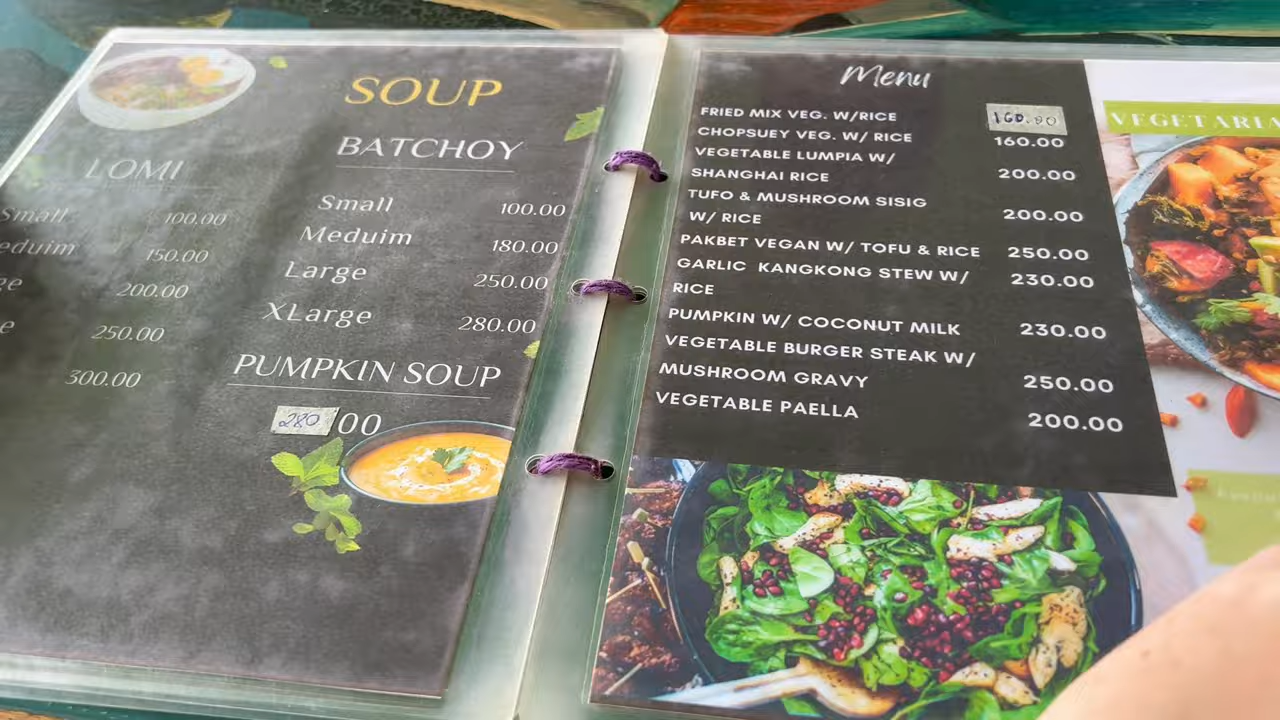 SOUP
LOMI
Small 100.00
eduim 150.00
ge 200.00
e 250.00
300.00
BATCHOY
Small 100.00
Meduim 180.00
Large 250.00
XLarge 280.00
PUMPKIN SOUP
280 00
Menu
FRIED MIX VEG. W/RICE 160.00
CHOPSUEY VEG. W/ RICE 160.00
VEGETABLE LUMPIA W/
SHANGHAI RICE 200.00
TUFO & MUSHROOM SISIG
W/ RICE 200.00
PAKBET VEGAN W/ TOFU & RICE 250.00
GARLIC KANGKONG STEW W/ 230.00
RICE
PUMPKIN W/ COCONUT MILK 230.00
VEGETABLE BURGER STEAK W/
MUSHROOM GRAVY 250.00
VEGETABLE PAELLA 200.00
VEGETARIA